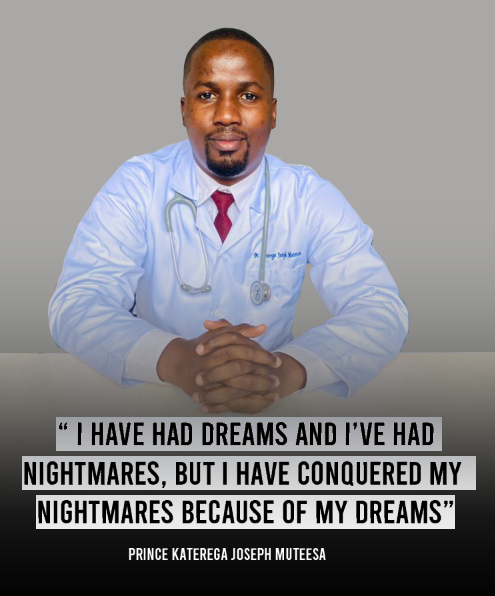 “ I HAVE HAD DREAMS AND I’VE HAD
NIGHTMARES, BUT I HAVE CONQUERED MY
NIGHTMARES BECAUSE OF MY DREAMS”
PRINCE KATEREGA JOSEPH MUTEESA